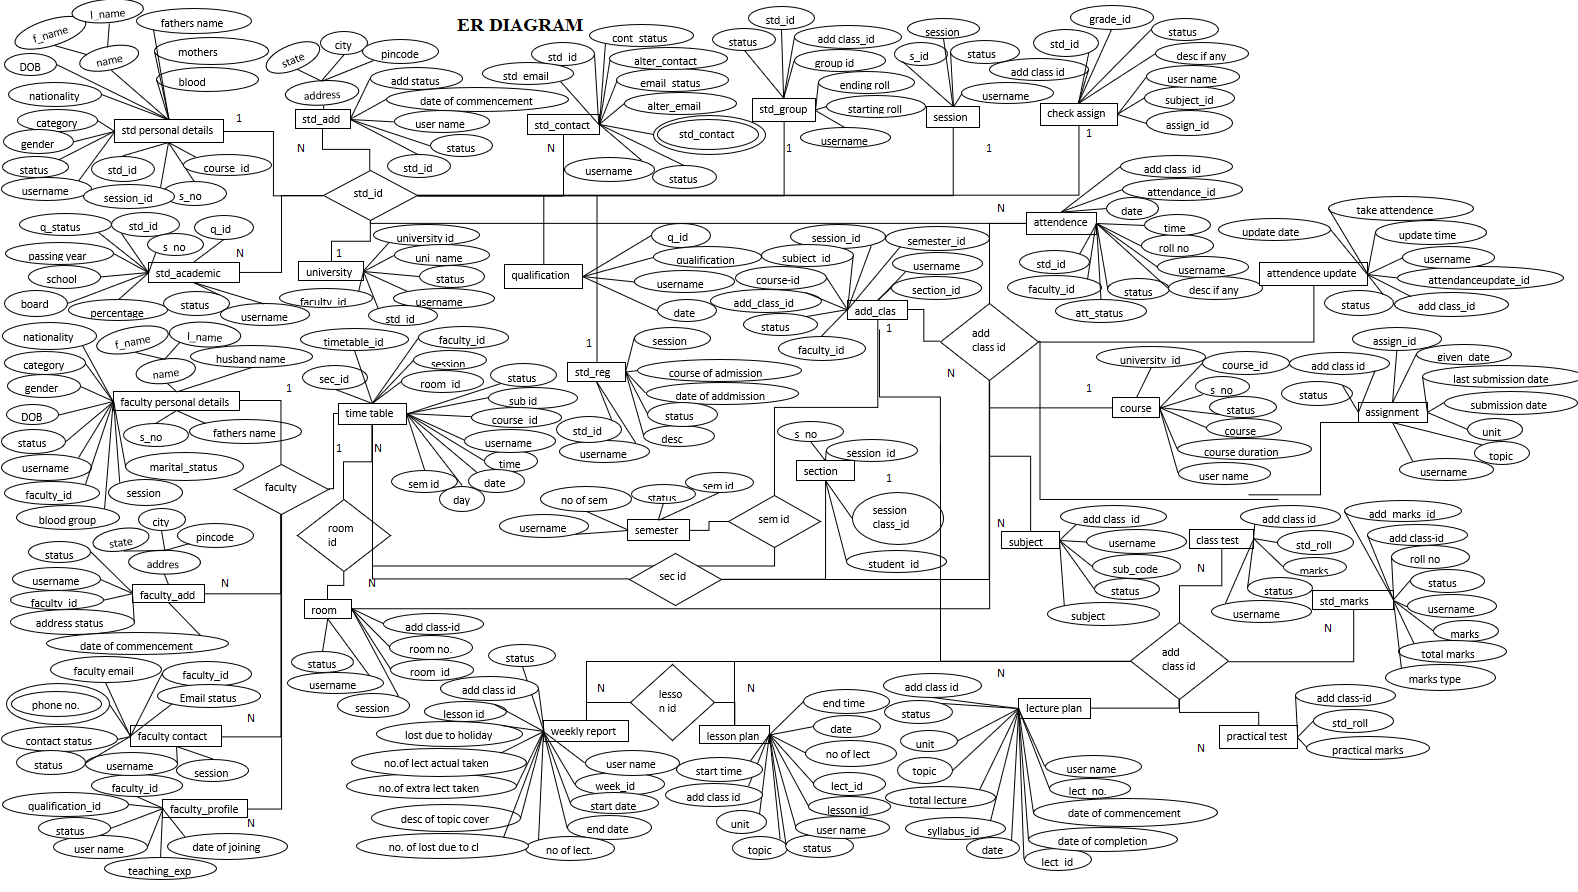 ER DIAGRAM
f_name
l_name
name
fathers name
mothers
blood
DOB
nationality
category
gender
status
username
std personal details
std_id
session_id
s_no
course_id
1
state
city
pincode
address
add status
date of commencement
user name
status
std_id
std_add
N
std_id
std_email
cont_status
alter_contact
email_status
alter_email
std_contact
std_contact
username
status
N
std_id
status
add class_id
group id
ending roll
starting roll
username
std_group
1
session
s_id
status
username
session
1
grade_id
std_id
add class id
status
desc if any
user name
subject_id
assign_id
check assign
1
std_id
q_status
std_id
s_no
q_id
passing year
school
board
percentage
status
username
std_academic
N
1
university
university id
uni_name
status
username
faculty_id
std_id
qualification
q_id
qualification
username
date
session_id
subject_id
course-id
add_class_id
status
faculty_id
semester_id
username
section_id
add_clas
1
N
add
class id
N
attendence
add class_id
attendance_id
date
time
roll no
username
desc if any
status
att_status
std_id
faculty_id
attendence update
update date
take attendence
update time
username
attendanceupdate_id
add class_id
status
nationality
category
gender
DOB
status
username
faculty_id
blood group
f_name
l_name
name
husband name
fathers name
s_no
marital_status
session
faculty personal details
1
timetable_id
sec_id
faculty_id
session
room_id
status
sub id
course_id
username
time
date
day
sem id
time table
1
N
1
std_reg
session
course of admission
date of addmission
status
desc
std_id
username
s_no
session_id
section
1
session
class_id
student_id
university_id
course_id
s_no
status
course
course duration
user name
course
1
assign_id
add class id
status
given_date
last submission date
submission date
unit
topic
username
assignment
faculty
room
id
no of sem
status
sem id
username
semester
sem id
sec id
N
room
add class-id
room no.
room_id
status
username
session
N
subject
add class_id
username
sub_code
status
subject
class test
add class id
std_roll
marks
status
username
N
std_marks
add_marks_id
add class-id
roll no
status
username
marks
total marks
marks type
N
status
city
state
pincode
addres
username
faculty_id
address status
date of commencement
faculty_add
N
faculty email
phone no.
contact status
status
username
faculty_id
Email status
session
faculty contact
N
faculty_id
qualification_id
status
user name
teaching_exp
date of joining
faculty_profile
N
status
add class id
lesson id
lost due to holiday
no.of lect actual taken
no.of extra lect taken
desc of topic cover
no. of lost due to cl
no of lect.
end date
start date
week_id
user name
weekly report
N
lesso
n id
N
lesson plan
start time
add class id
unit
topic
end time
date
no of lect
lect_id
lesson id
user name
status
add class id
status
unit
topic
total lecture
syllabus_id
date
lect_id
date of completion
date of commencement
lect_no.
user name
lecture plan
N
add
class id
N
practical test
add class-id
std_roll
practical marks